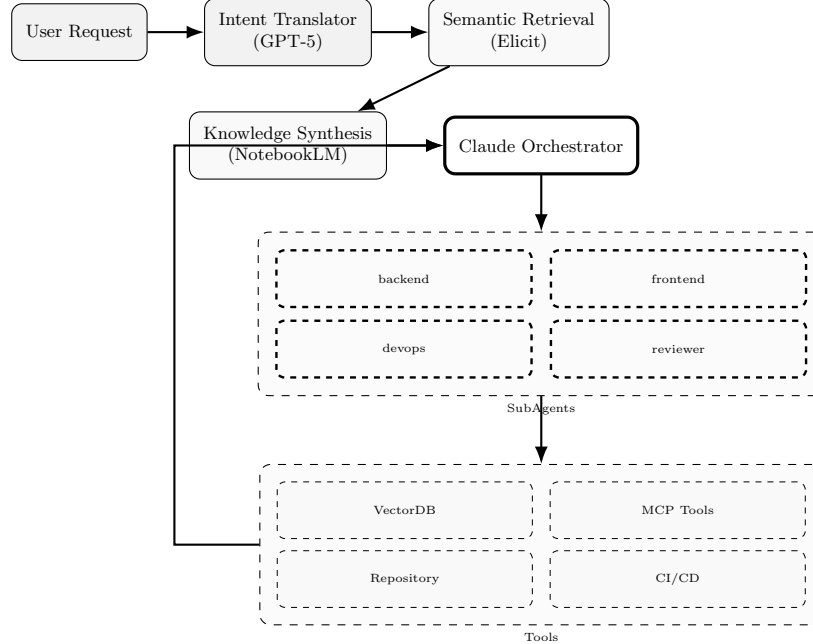 User Request
Intent Translator
(GPT-5)
Semantic Retrieval
(Elicit)
Knowledge Synthesis
(NotebookLM)
Claude Orchestrator
backend
frontend
devops
reviewer
SubAgents
VectorDB
MCP Tools
Repository
CI/CD
Tools